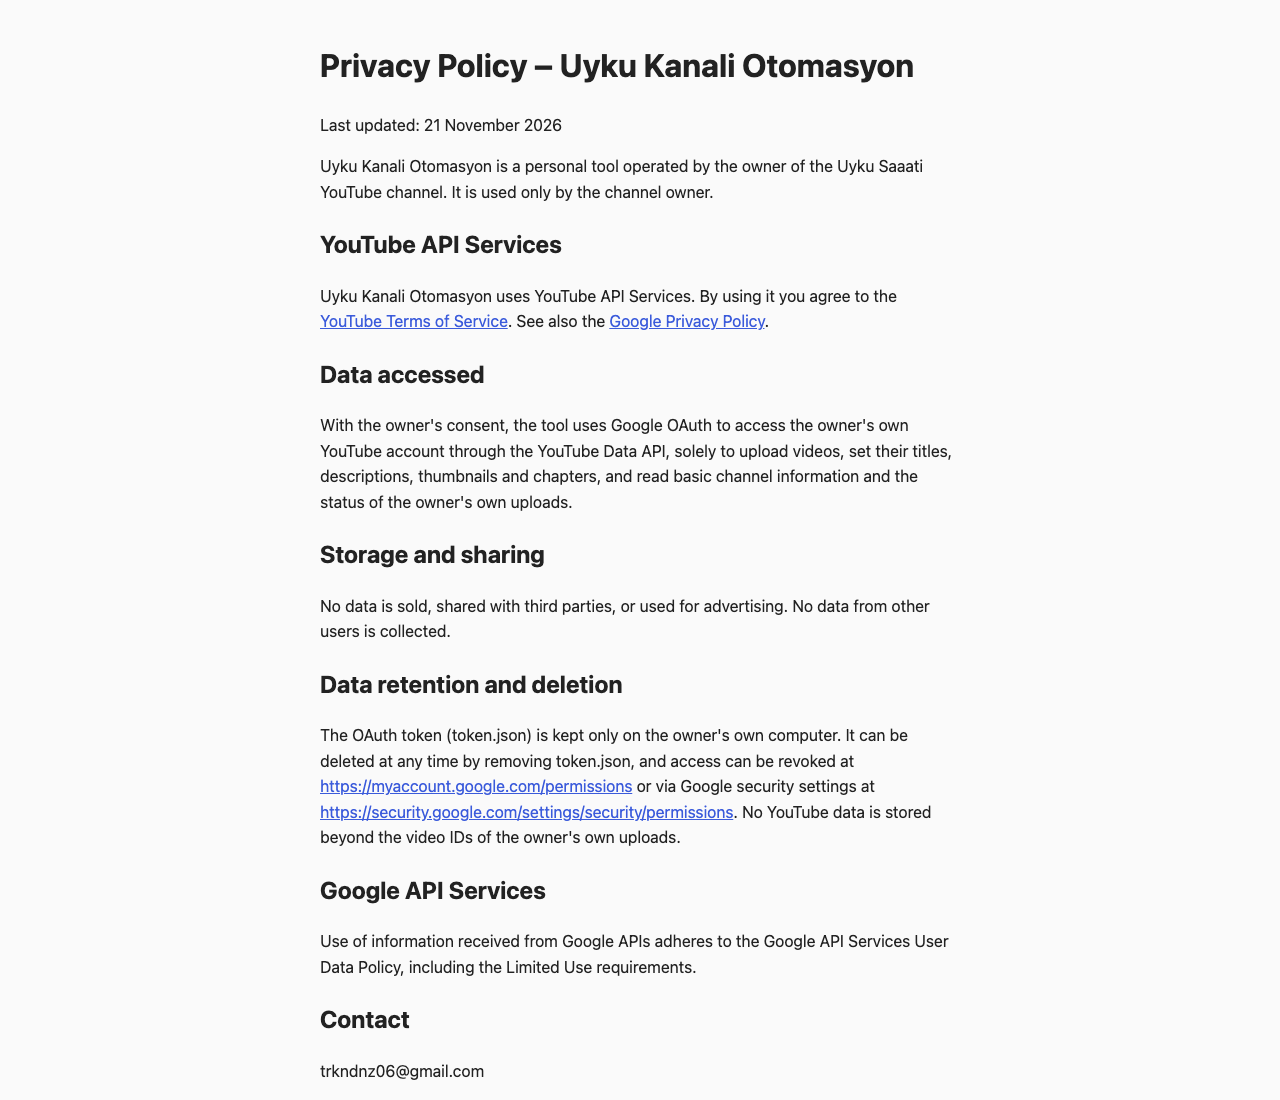 Privacy Policy – Uyku Kanali Otomasyon
Last updated: 21 November 2026
Uyku Kanali Otomasyon is a personal tool operated by the owner of the Uyku Saaati
YouTube channel. It is used only by the channel owner.
YouTube API Services
Uyku Kanali Otomasyon uses YouTube API Services. By using it you agree to the
YouTube Terms of Service. See also the Google Privacy Policy.
Data accessed
With the owner's consent, the tool uses Google OAuth to access the owner's own
YouTube account through the YouTube Data API, solely to upload videos, set their titles,
descriptions, thumbnails and chapters, and read basic channel information and the
status of the owner's own uploads.
Storage and sharing
No data is sold, shared with third parties, or used for advertising. No data from other
users is collected.
Data retention and deletion
The OAuth token (token.json) is kept only on the owner's own computer. It can be
deleted at any time by removing token.json, and access can be revoked at
https://myaccount.google.com/permissions or via Google security settings at
https://security.google.com/settings/security/permissions. No YouTube data is stored
beyond the video IDs of the owner's own uploads.
Google API Services
Use of information received from Google APIs adheres to the Google API Services User
Data Policy, including the Limited Use requirements.
Contact
trkndnz06@gmail.com